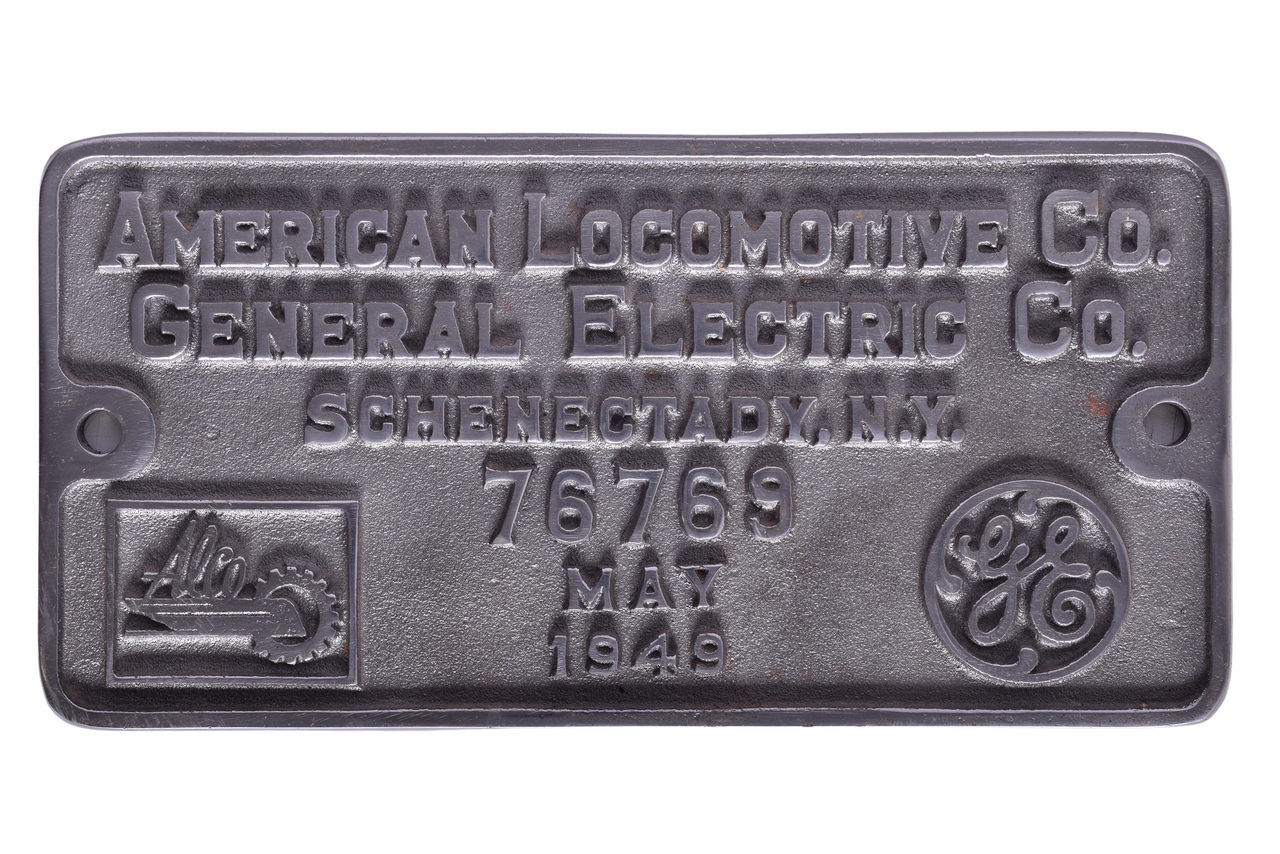 AMERICAN LOCOMOTIVE CO.
GENERAL ELECTRIC CO.
SCHENECTADY, N.Y.
76769
MAY
1949
Alco
GE